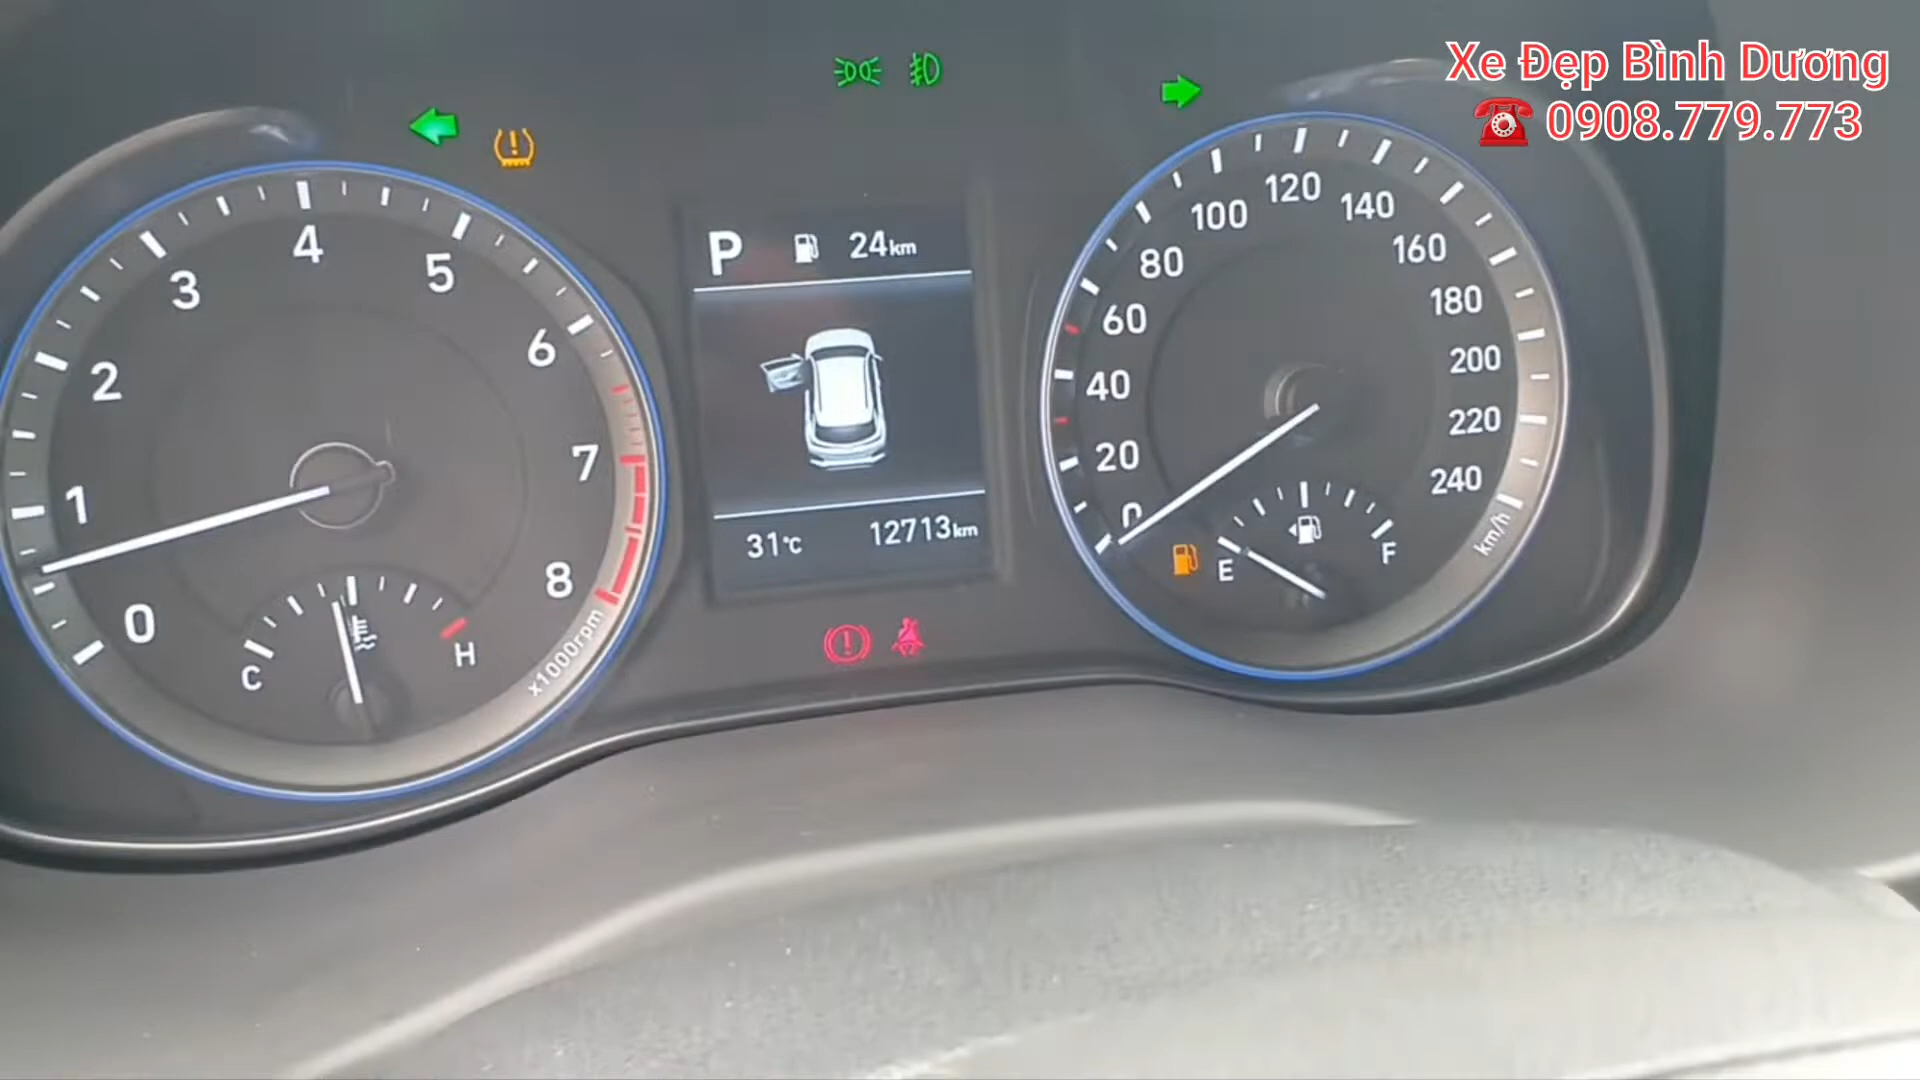 Xe Đẹp Bình Dương
☎ 0908.779.773
0
1
2
3
4
5
6
7
8
x1000rpm
C
H
P
24km
31°C
12713km
0
20
40
60
80
100
120
140
160
180
200
220
240
km/h
E
F